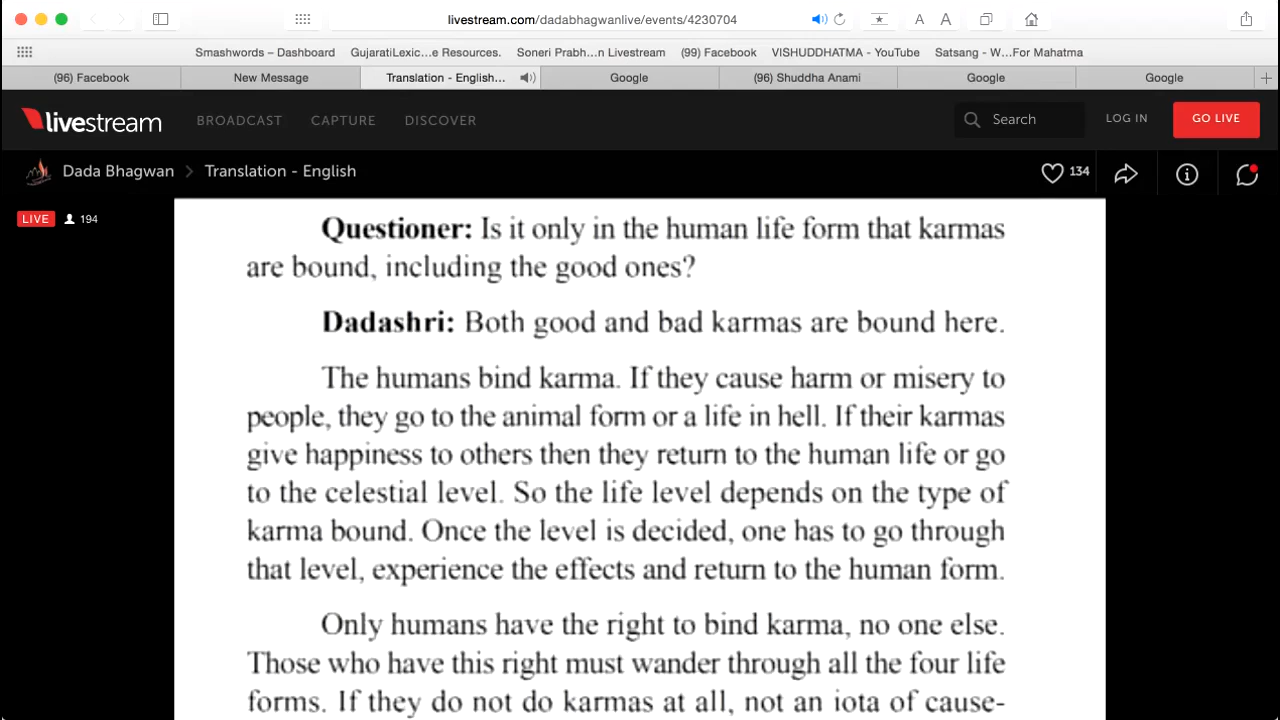 livestream.com/dadabhagwanlive/events/4230704
A A
Smashwords – Dashboard GujaratiLexic...e Resources. Soneri Prabh...n Livestream (99) Facebook VISHUDDHATMA - YouTube Satsang - W...For Mahatma
(96) Facebook New Message Translation - English... Google (96) Shuddha Anami Google Google
livestream BROADCAST CAPTURE DISCOVER Search LOG IN GO LIVE
Dada Bhagwan > Translation - English 134
LIVE 194
Questioner: Is it only in the human life form that karmas
are bound, including the good ones?
Dadashri: Both good and bad karmas are bound here.
The humans bind karma. If they cause harm or misery to
people, they go to the animal form or a life in hell. If their karmas
give happiness to others then they return to the human life or go
to the celestial level. So the life level depends on the type of
karma bound. Once the level is decided, one has to go through
that level, experience the effects and return to the human form.
Only humans have the right to bind karma, no one else.
Those who have this right must wander through all the four life
forms. If they do not do karmas at all, not an iota of cause-